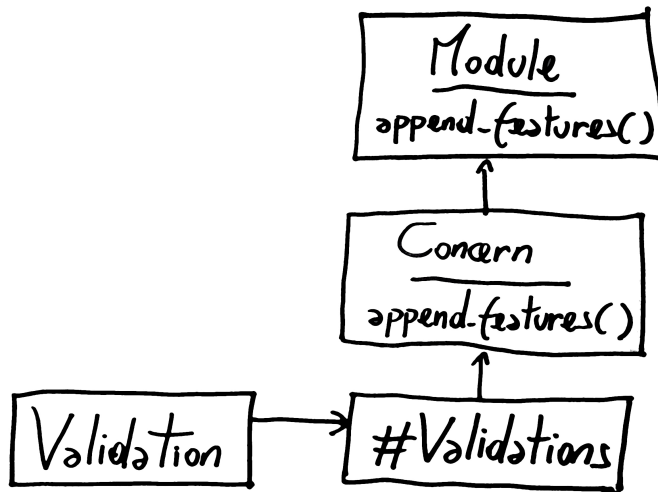 Module
append_features()
Concern
append_features()
Validation
#Validations